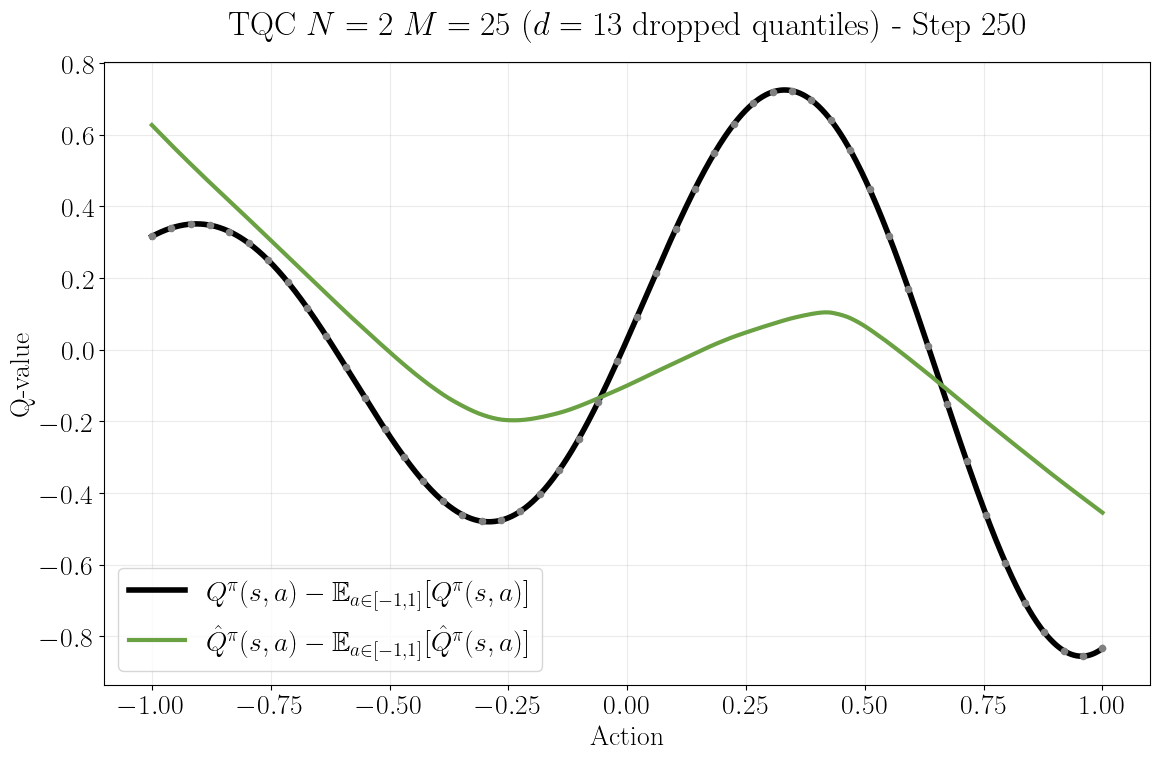 TQC N = 2 M = 25 (d = 13 dropped quantiles) - Step 250
Q-value
0.8
0.6
0.4
0.2
0.0
−0.2
−0.4
−0.6
−0.8
Q^π(s, a) − 𝔼_{a∈[−1,1]}[Q^π(s, a)]
Q̂^π(s, a) − 𝔼_{a∈[−1,1]}[Q̂^π(s, a)]
−1.00 −0.75 −0.50 −0.25 0.00 0.25 0.50 0.75 1.00
Action